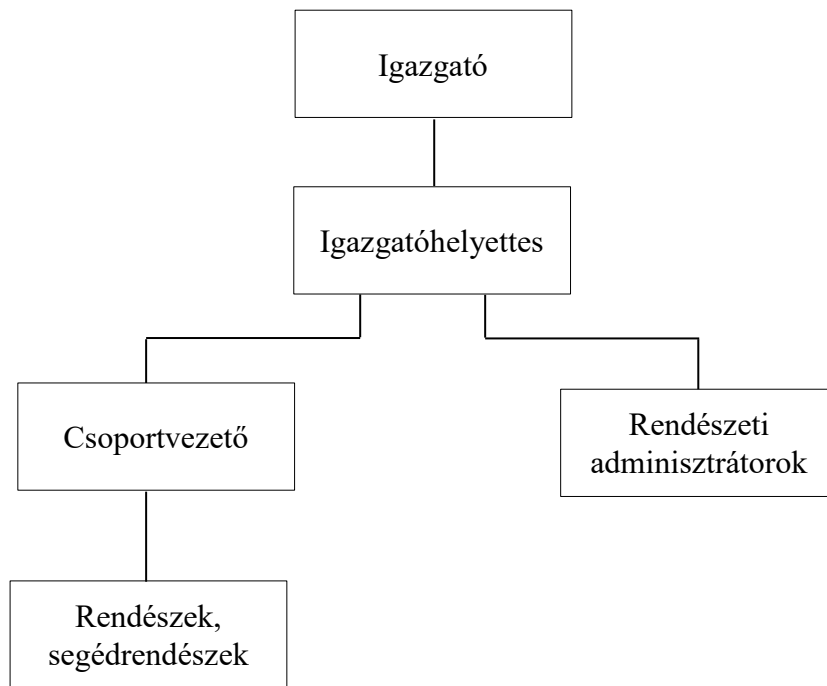 Igazgató
Igazgatóhelyettes
Csoportvezető
Rendészeti
adminisztrátorok
Rendészek,
segédrendészek